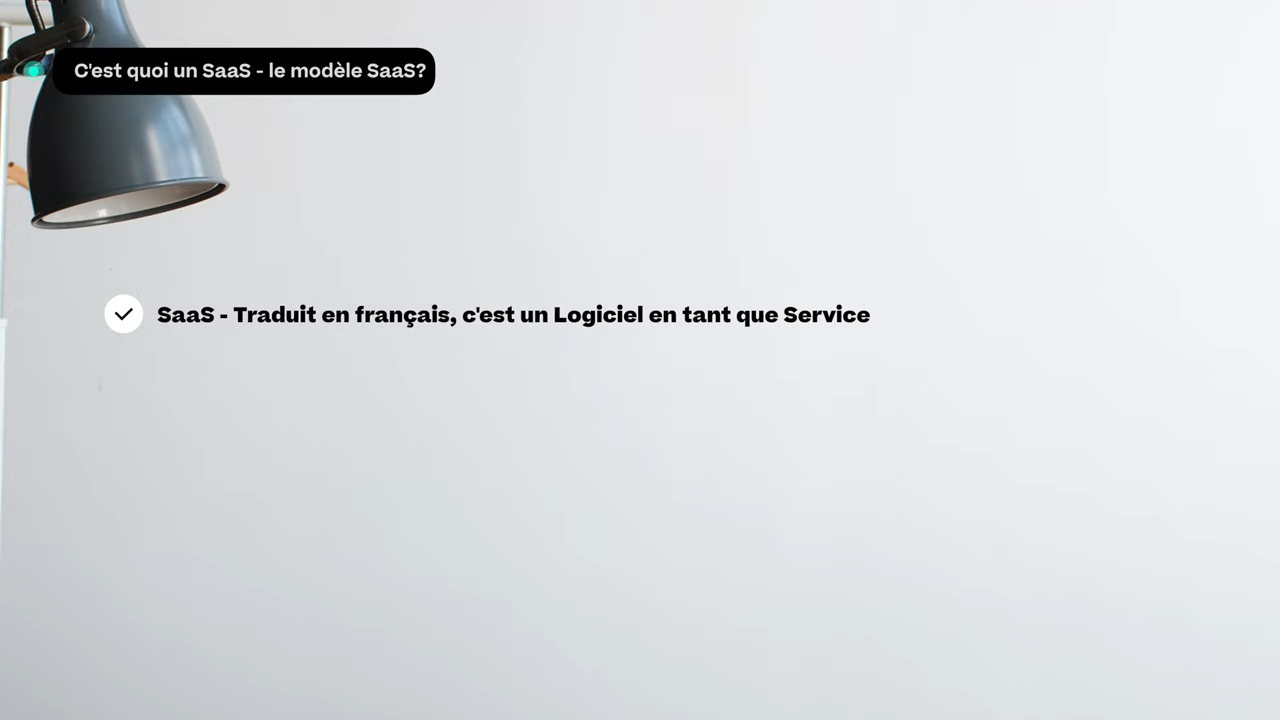 C'est quoi un SaaS - le modèle SaaS?
SaaS - Traduit en français, c'est un Logiciel en tant que Service